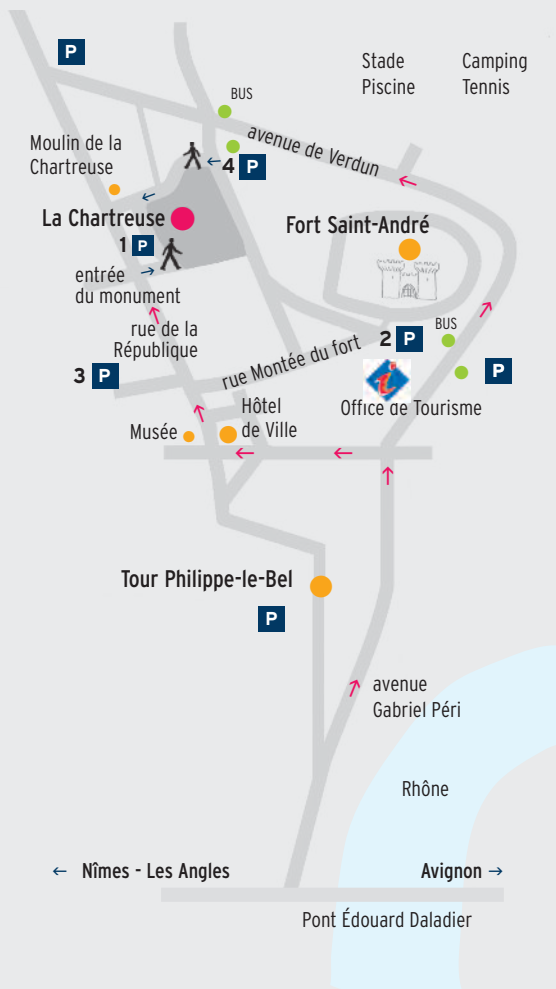 P
Stade
Piscine
Camping
Tennis
BUS
avenue de Verdun
Moulin de la
Chartreuse
4 P
La Chartreuse
Fort Saint-André
1 P
entrée
du monument
rue de la
République
BUS
2 P
rue Montée du fort
3 P
P
i
Office de Tourisme
Hôtel
de Ville
Musée
Tour Philippe-le-Bel
P
avenue
Gabriel Péri
Rhône
← Nîmes - Les Angles
Avignon →
Pont Édouard Daladier